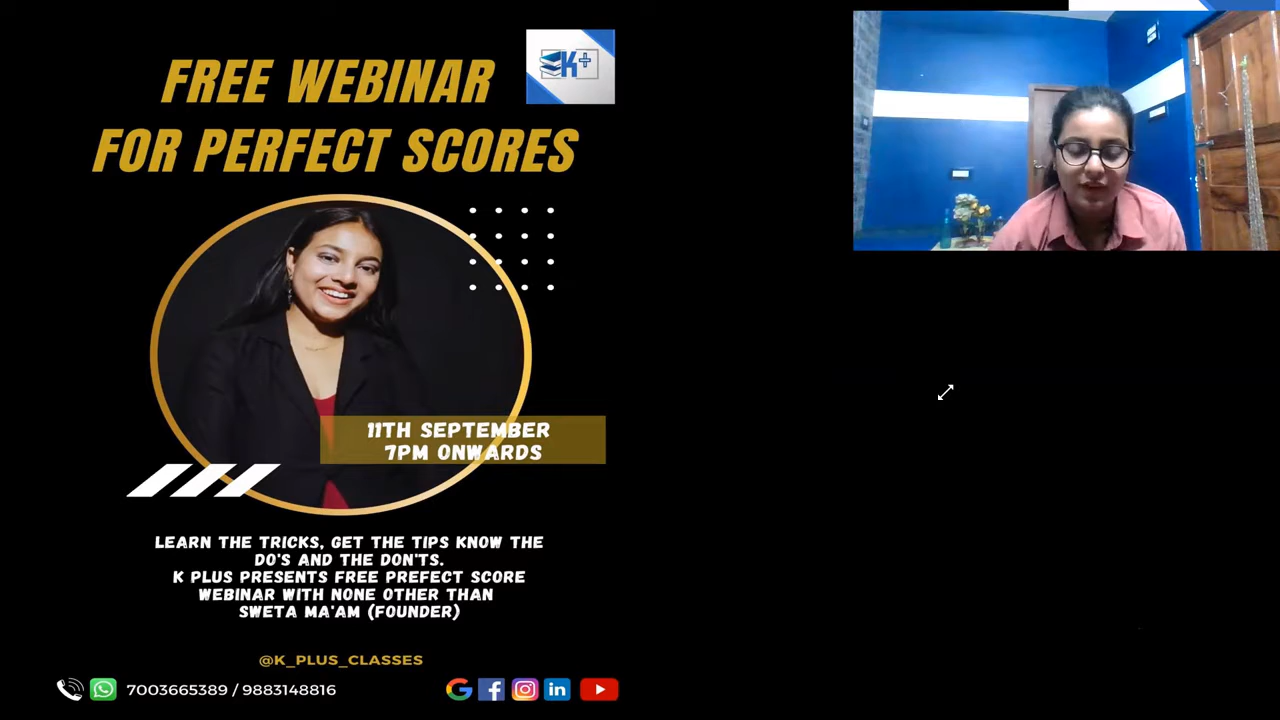 FREE WEBINAR
FOR PERFECT SCORES
K+
11TH SEPTEMBER
7PM ONWARDS
LEARN THE TRICKS, GET THE TIPS KNOW THE
DO'S AND THE DON'TS.
K PLUS PRESENTS FREE PREFECT SCORE
WEBINAR WITH NONE OTHER THAN
SWETA MA'AM (FOUNDER)
@K_PLUS_CLASSES
7003665389 / 9883148816